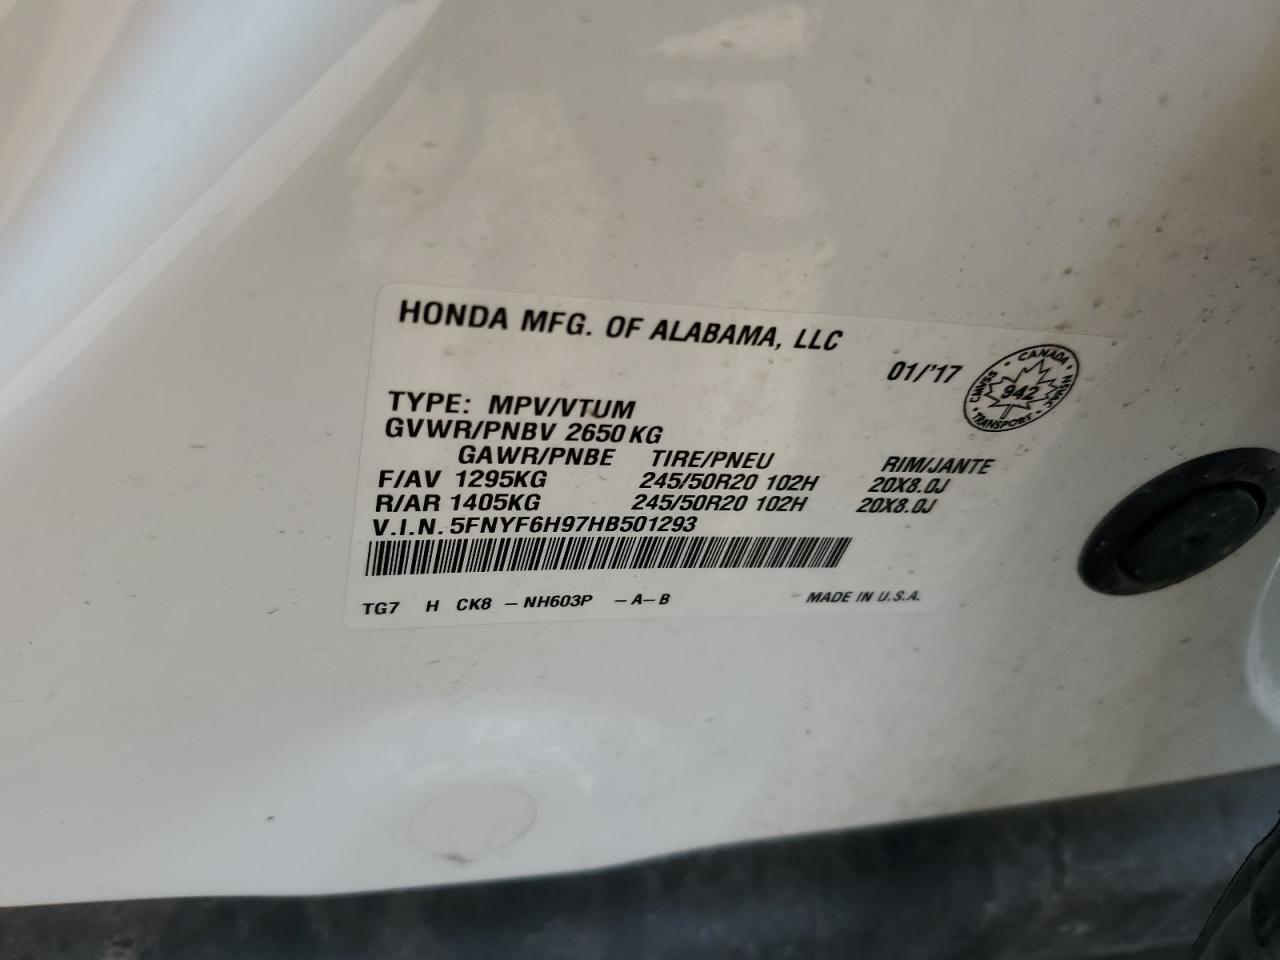 HONDA MFG. OF ALABAMA, LLC
01/'17
CANADA
CMVSS 942 NSVAC
TRANSPORT
TYPE: MPV/VTUM
GVWR/PNBV 2650 KG
GAWR/PNBE TIRE/PNEU RIM/JANTE
F/AV 1295KG 245/50R20 102H 20X8.0J
R/AR 1405KG 245/50R20 102H 20X8.0J
V.I.N. 5FNYF6H97HB501293
TG7 H CK8 - NH603P - A- B MADE IN U.S.A.